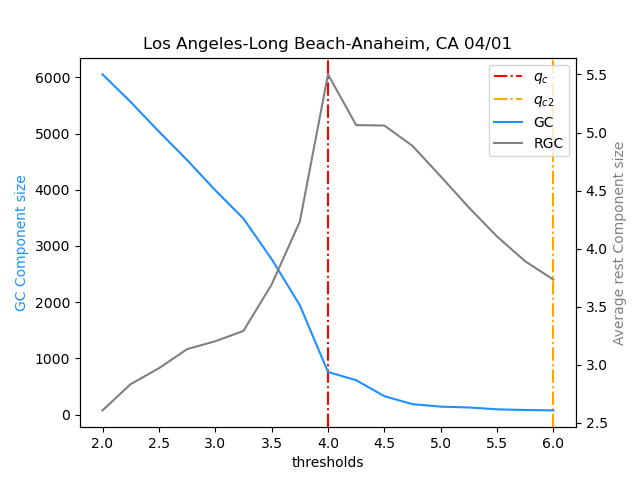 Los Angeles-Long Beach-Anaheim, CA 04/01
GC Component size
6000
5000
4000
3000
2000
1000
0
q_c
q_{c2}
GC
RGC
5.5
5.0
4.5
4.0
3.5
3.0
2.5
Average rest Component size
2.0 2.5 3.0 3.5 4.0 4.5 5.0 5.5 6.0
thresholds